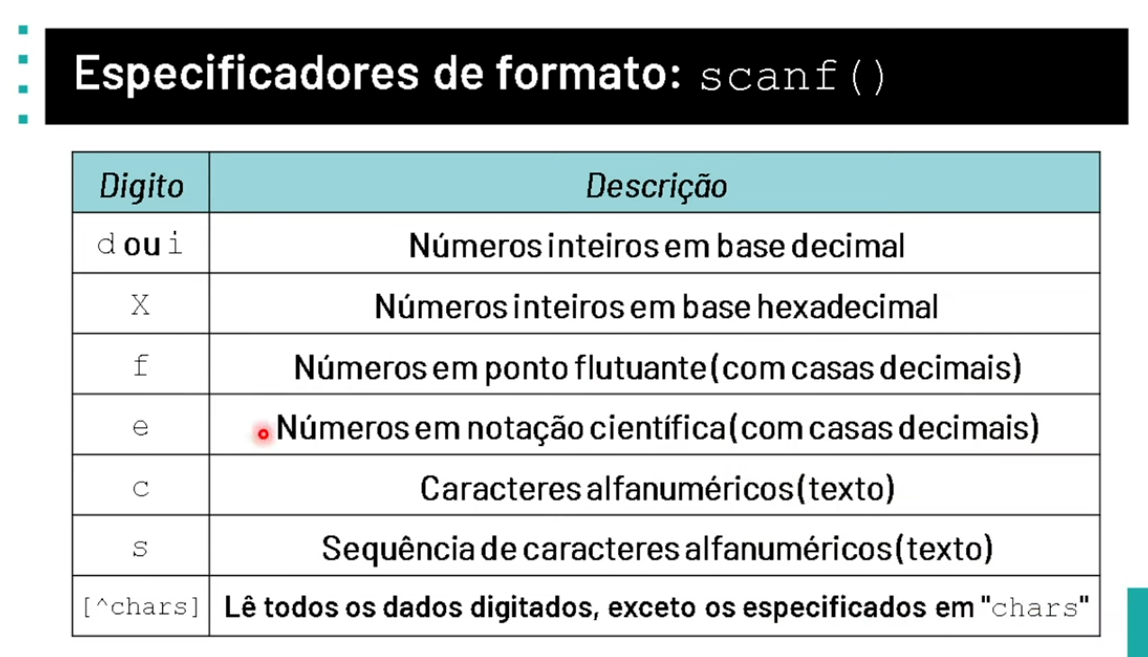 Especificadores de formato: scanf()
Digito Descrição
d ou i Números inteiros em base decimal
X Números inteiros em base hexadecimal
f Números em ponto flutuante (com casas decimais)
e Números em notação científica (com casas decimais)
c Caracteres alfanuméricos (texto)
s Sequência de caracteres alfanuméricos (texto)
[^chars] Lê todos os dados digitados, exceto os especificados em "chars"